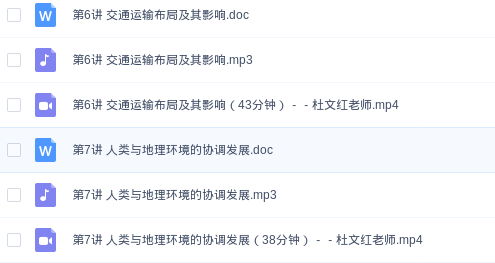 第6讲 交通运输布局及其影响.doc
第6讲 交通运输布局及其影响.mp3
第6讲 交通运输布局及其影响（43分钟）- - 杜文红老师.mp4
第7讲 人类与地理环境的协调发展.doc
第7讲 人类与地理环境的协调发展.mp3
第7讲 人类与地理环境的协调发展（38分钟）- - 杜文红老师.mp4